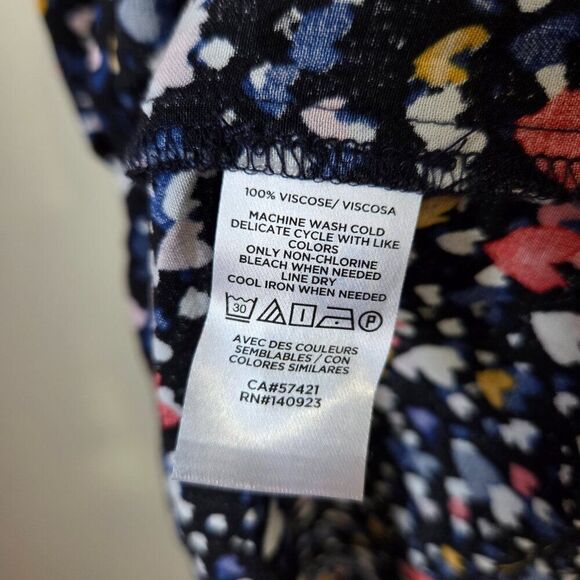 100% VISCOSE/ VISCOSA
MACHINE WASH COLD
DELICATE CYCLE WITH LIKE
COLORS
ONLY NON-CHLORINE
BLEACH WHEN NEEDED
LINE DRY
COOL IRON WHEN NEEDED
30 P
AVEC DES COULEURS
SEMBLABLES / CON
COLORES SIMILARES
CA#57421
RN#140923